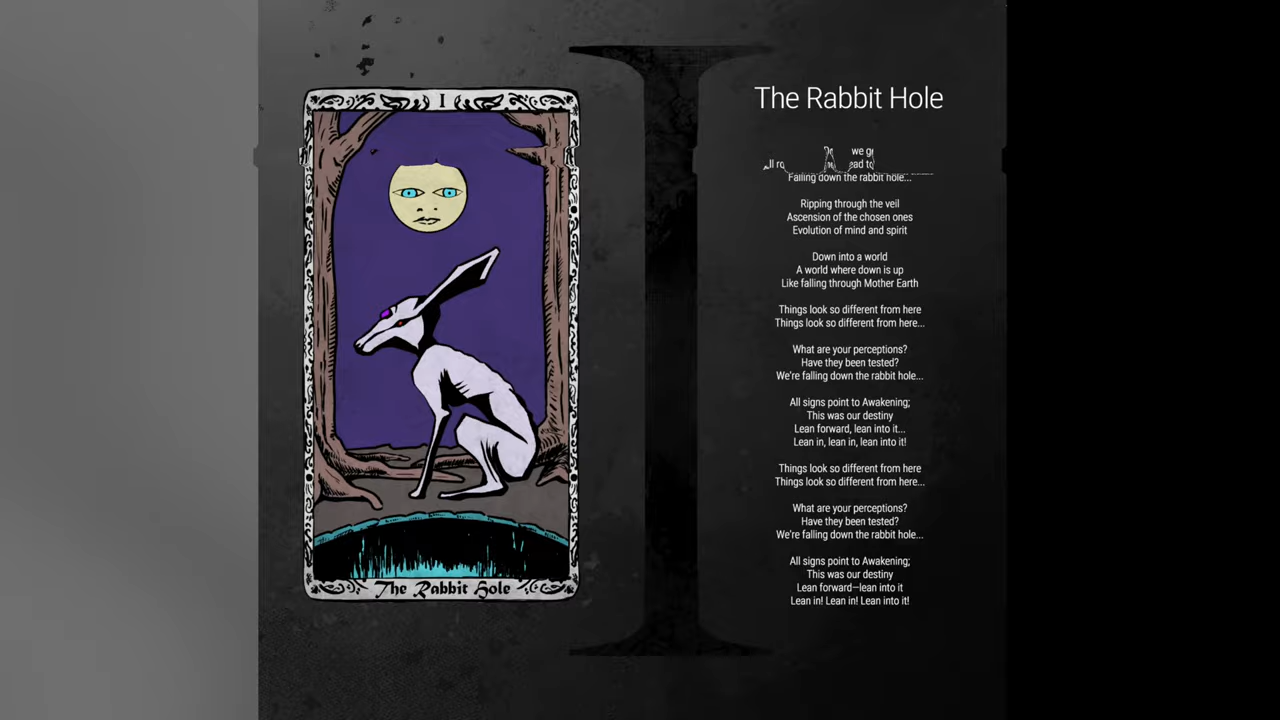 I
The Rabbit Hole
The Rabbit Hole
we
Falling down the rabbit hole...
Ripping through the veil
Ascension of the chosen ones
Evolution of mind and spirit
Down into a world
A world where down is up
Like falling through Mother Earth
Things look so different from here
Things look so different from here...
What are your perceptions?
Have they been tested?
We're falling down the rabbit hole...
All signs point to Awakening;
This was our destiny
Lean forward, lean into it...
Lean in, lean in, lean into it!
Things look so different from here
Things look so different from here...
What are your perceptions?
Have they been tested?
We're falling down the rabbit hole...
All signs point to Awakening;
This was our destiny
Lean forward—lean into it
Lean in! Lean in! Lean into it!